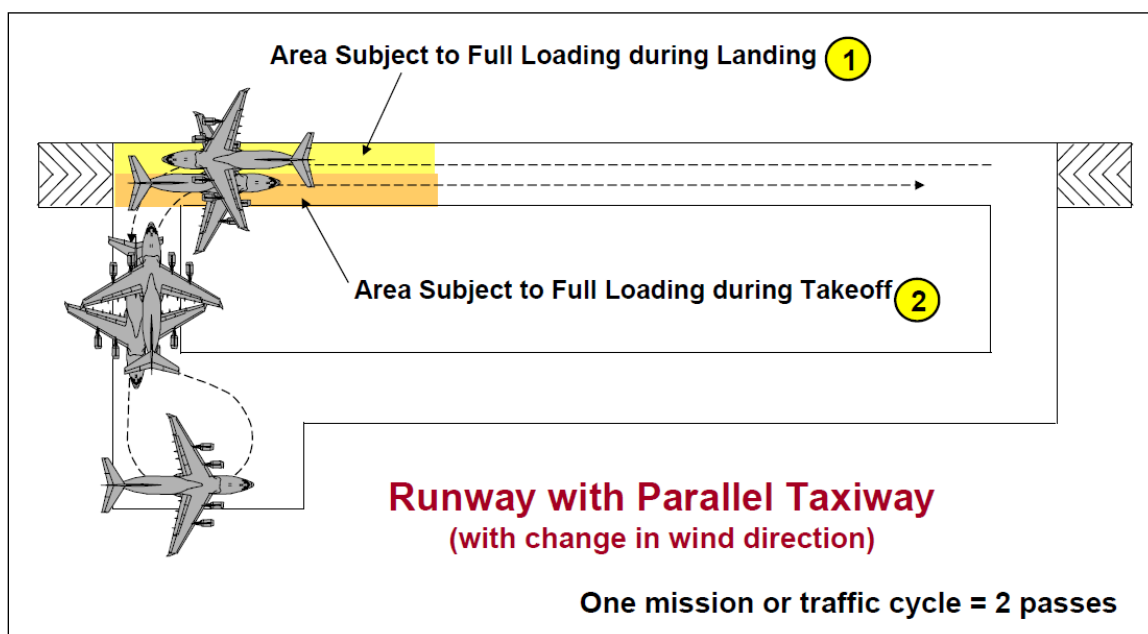 Area Subject to Full Loading during Landing 1
Area Subject to Full Loading during Takeoff 2
Runway with Parallel Taxiway
(with change in wind direction)
One mission or traffic cycle = 2 passes